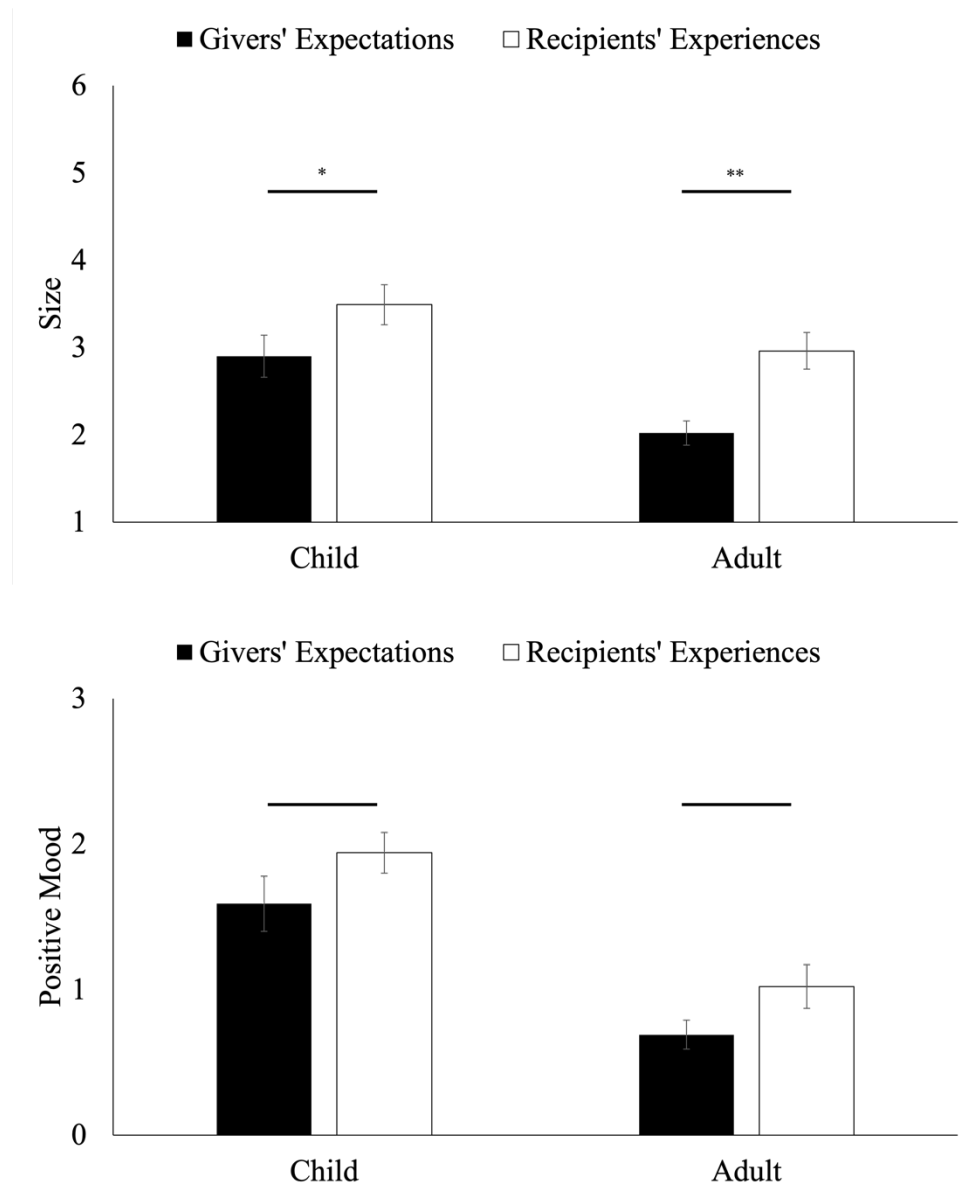 Givers' Expectations Recipients' Experiences
6
5
4
3
2
1
* **
Size
Child Adult
Givers' Expectations Recipients' Experiences
3
2
1
0
Positive Mood
Child Adult